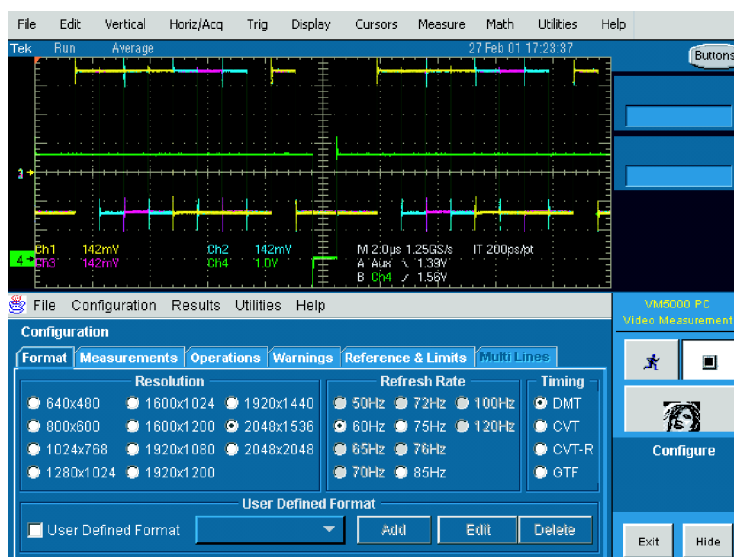 File Edit Vertical Horiz/Acq Trig Display Cursors Measure Math Utilities Help
Tek Run Average 27 Feb 01 17:23:37
Buttons
Ch1 142mV Ch2 142mV M 2.0µs 1.25GS/s IT 200ps/pt
Ch3 142mV Ch4 1.0V A Aux \ 1.39V
B Ch4 / 1.56V
4
File Configuration Results Utilities Help
VM5000 PC
Video Measurement
Configuration
Format Measurements Operations Warnings Reference & Limits Multi Lines
Resolution Refresh Rate Timing
640x480 1600x1024 1920x1440 50Hz 72Hz 100Hz DMT
800x600 1600x1200 2048x1536 60Hz 75Hz 120Hz CVT
1024x768 1920x1080 2048x2048 65Hz 76Hz CVT-R
1280x1024 1920x1200 70Hz 85Hz GTF
Configure
User Defined Format
User Defined Format Add Edit Delete
Exit Hide